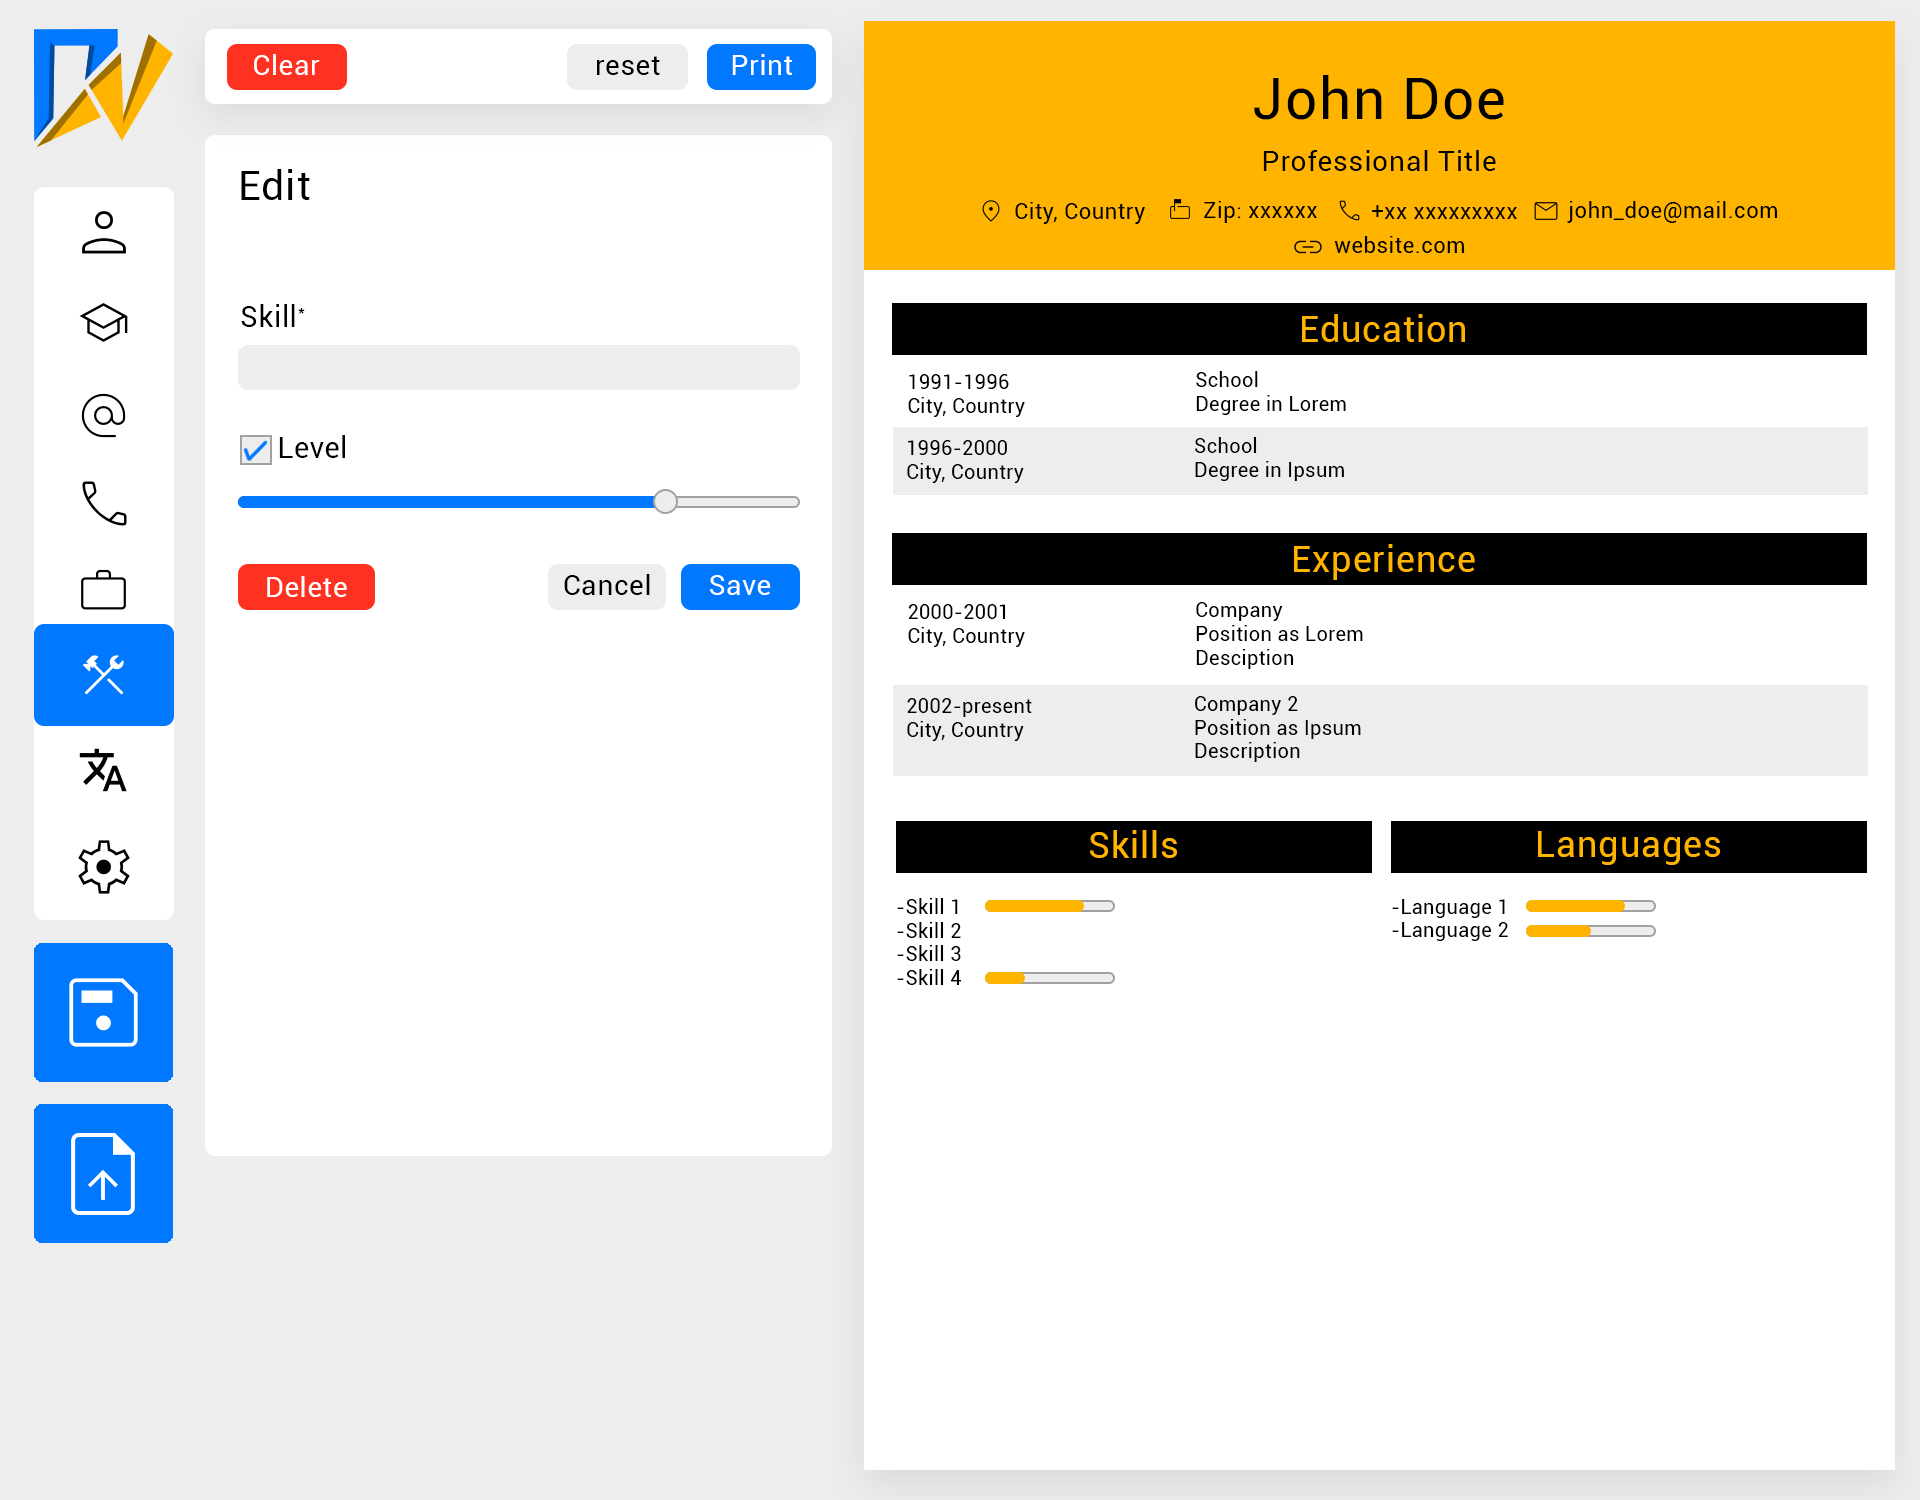 Clear
reset
Print
Edit
Skill*
Level
Delete
Cancel
Save
John Doe
Professional Title
City, Country
Zip: xxxxxx
+xx xxxxxxxxx
john_doe@mail.com
website.com
Education
1991-1996
City, Country
School
Degree in Lorem
1996-2000
City, Country
School
Degree in Ipsum
Experience
2000-2001
City, Country
Company
Position as Lorem
Desciption
2002-present
City, Country
Company 2
Position as Ipsum
Description
Skills
-Skill 1
-Skill 2
-Skill 3
-Skill 4
Languages
-Language 1
-Language 2